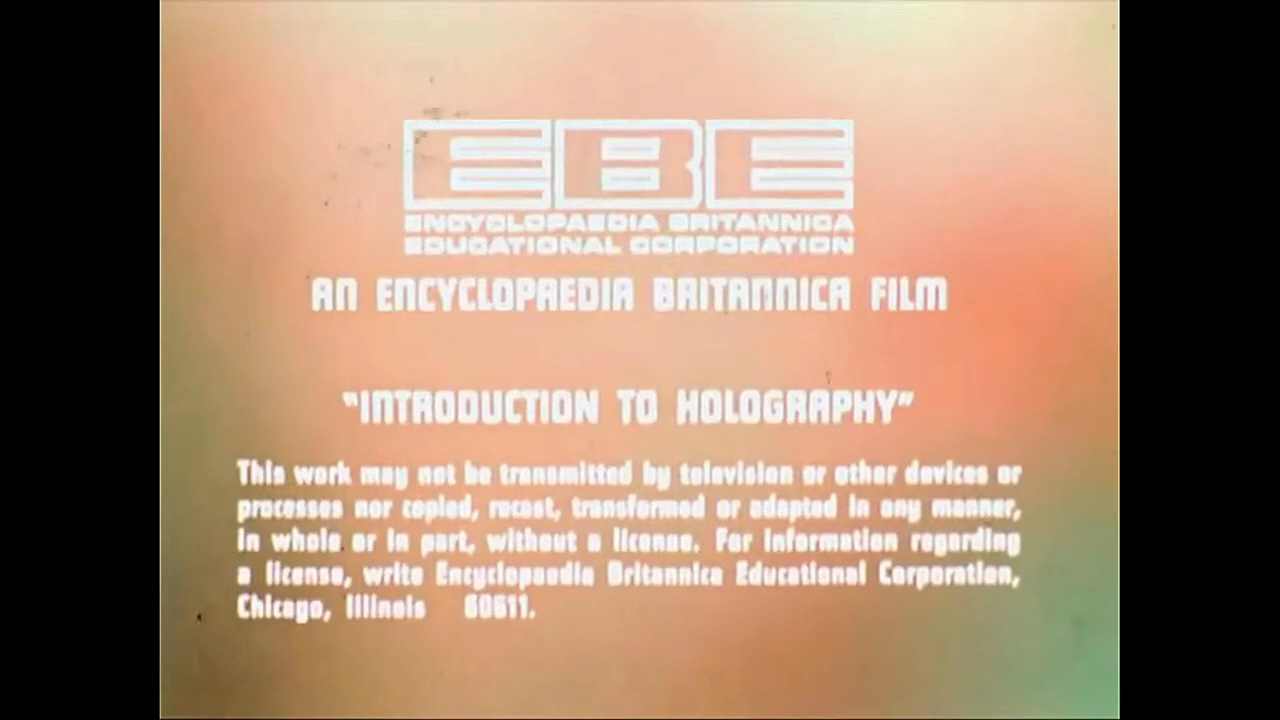 EBE
ENCYCLOPAEDIA BRITANNICA
EDUCATIONAL CORPORATION
AN ENCYCLOPAEDIA BRITANNICA FILM
"INTRODUCTION TO HOLOGRAPHY"
This work may not be transmitted by television or other devices or
processes nor copied, recast, transformed or adapted in any manner,
in whole or in part, without a license. For information regarding
a license, write Encyclopaedia Britannica Educational Corporation,
Chicago, Illinois 60611.